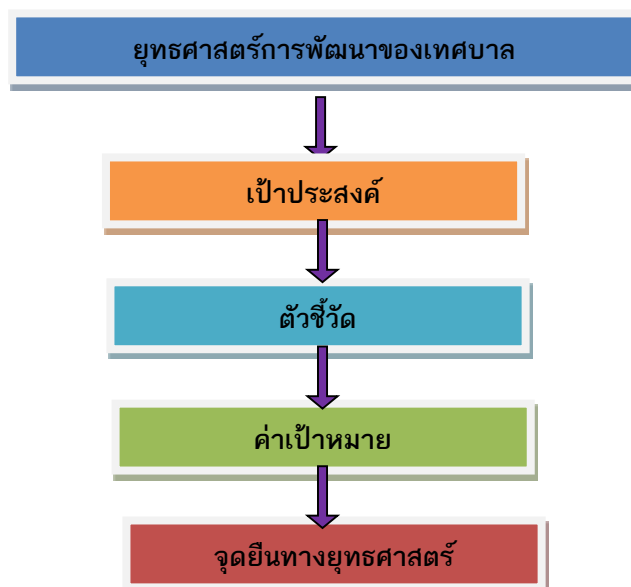 ยุทธศาสตร์การพัฒนาของเทศบาล
เป้าประสงค์
ตัวชี้วัด
ค่าเป้าหมาย
จุดยืนทางยุทธศาสตร์